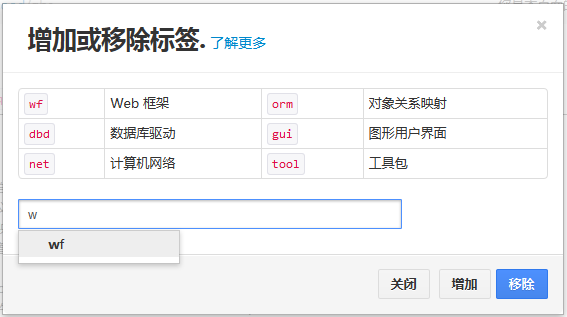 增加或移除标签. 了解更多
×
wf Web 框架 orm 对象关系映射
dbd 数据库驱动 gui 图形用户界面
net 计算机网络 tool 工具包
w
wf
关闭 增加 移除